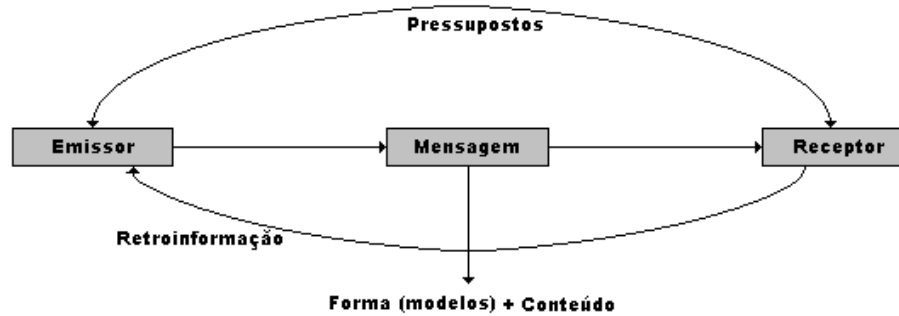 Pressupostos
Emissor
Mensagem
Receptor
Retroinformação
Forma (modelos) + Conteúdo